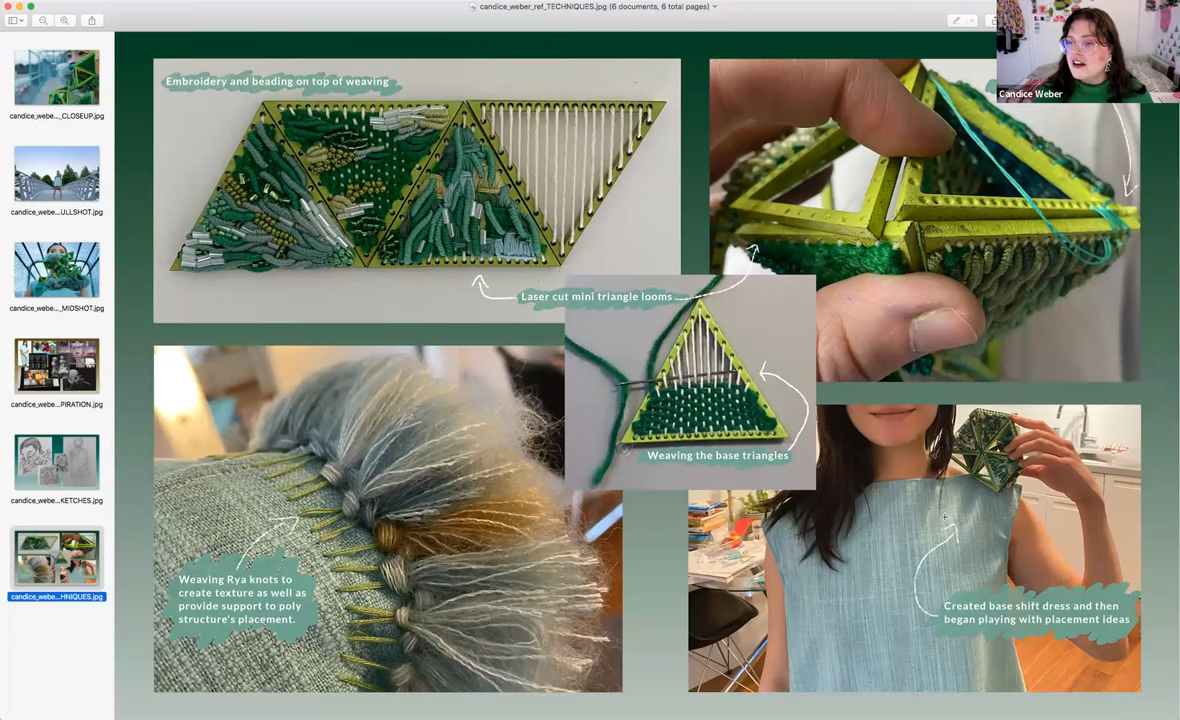 candice_weber_ref_TECHNIQUES.jpg (6 documents, 6 total pages)
Candice Weber
candice_webe..._CLOSEUP.jpg
candice_webe...ULLSHOT.jpg
candice_webe..._MIDSHOT.jpg
candice_webe...PIRATION.jpg
candice_webe...KETCHES.jpg
candice_webe...HNIQUES.jpg
Embroidery and beading on top of weaving
Laser cut mini triangle looms
Weaving the base triangles
Weaving Rya knots to
create texture as well as
provide support to poly
structure's placement.
Created base shift dress and then
began playing with placement ideas